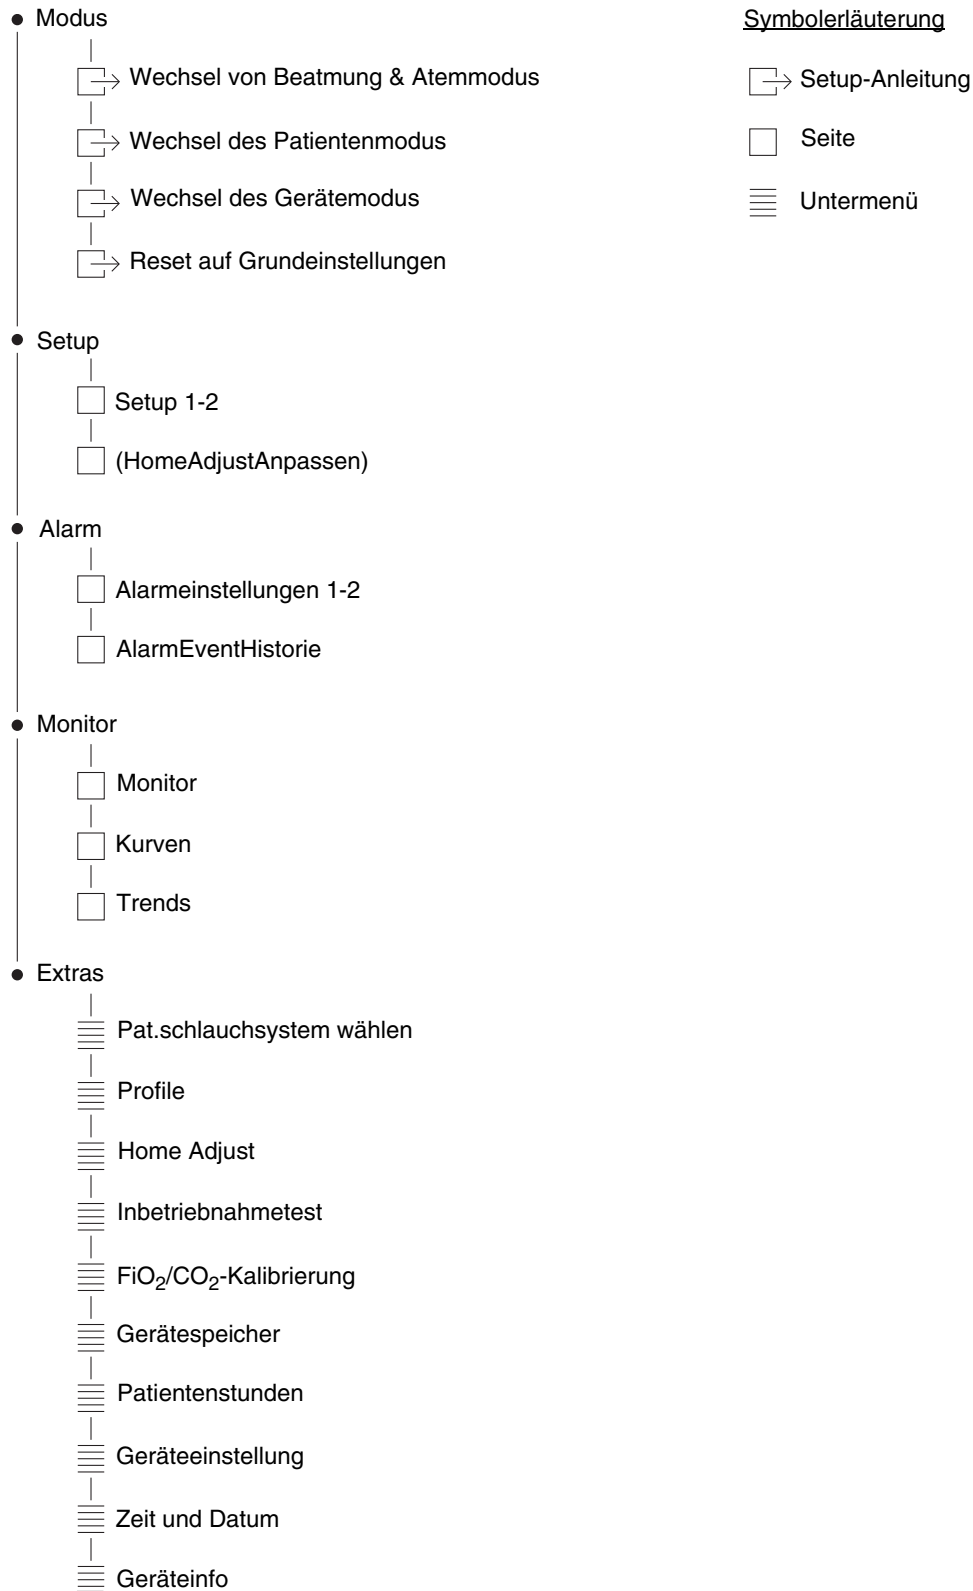 Modus
Wechsel von Beatmung & Atemmodus
Wechsel des Patientenmodus
Wechsel des Gerätemodus
Reset auf Grundeinstellungen
Setup
Setup 1-2
(HomeAdjustAnpassen)
Alarm
Alarmeinstellungen 1-2
AlarmEventHistorie
Monitor
Monitor
Kurven
Trends
Extras
Pat.schlauchsystem wählen
Profile
Home Adjust
Inbetriebnahmetest
FiO2/CO2-Kalibrierung
Gerätespeicher
Patientenstunden
Geräteeinstellung
Zeit und Datum
Geräteinfo
Symbolerläuterung
Setup-Anleitung
Seite
Untermenü